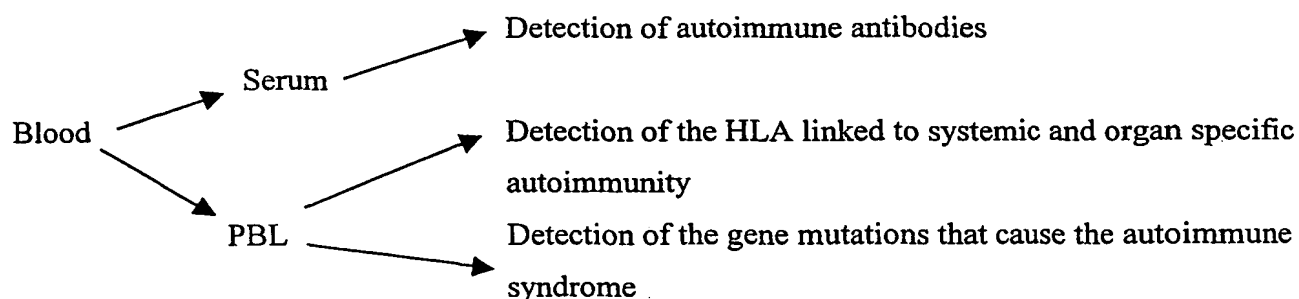 Detection of autoimmune antibodies
Serum
Blood
Detection of the HLA linked to systemic and organ specific
autoimmunity
PBL
Detection of the gene mutations that cause the autoimmune
syndrome